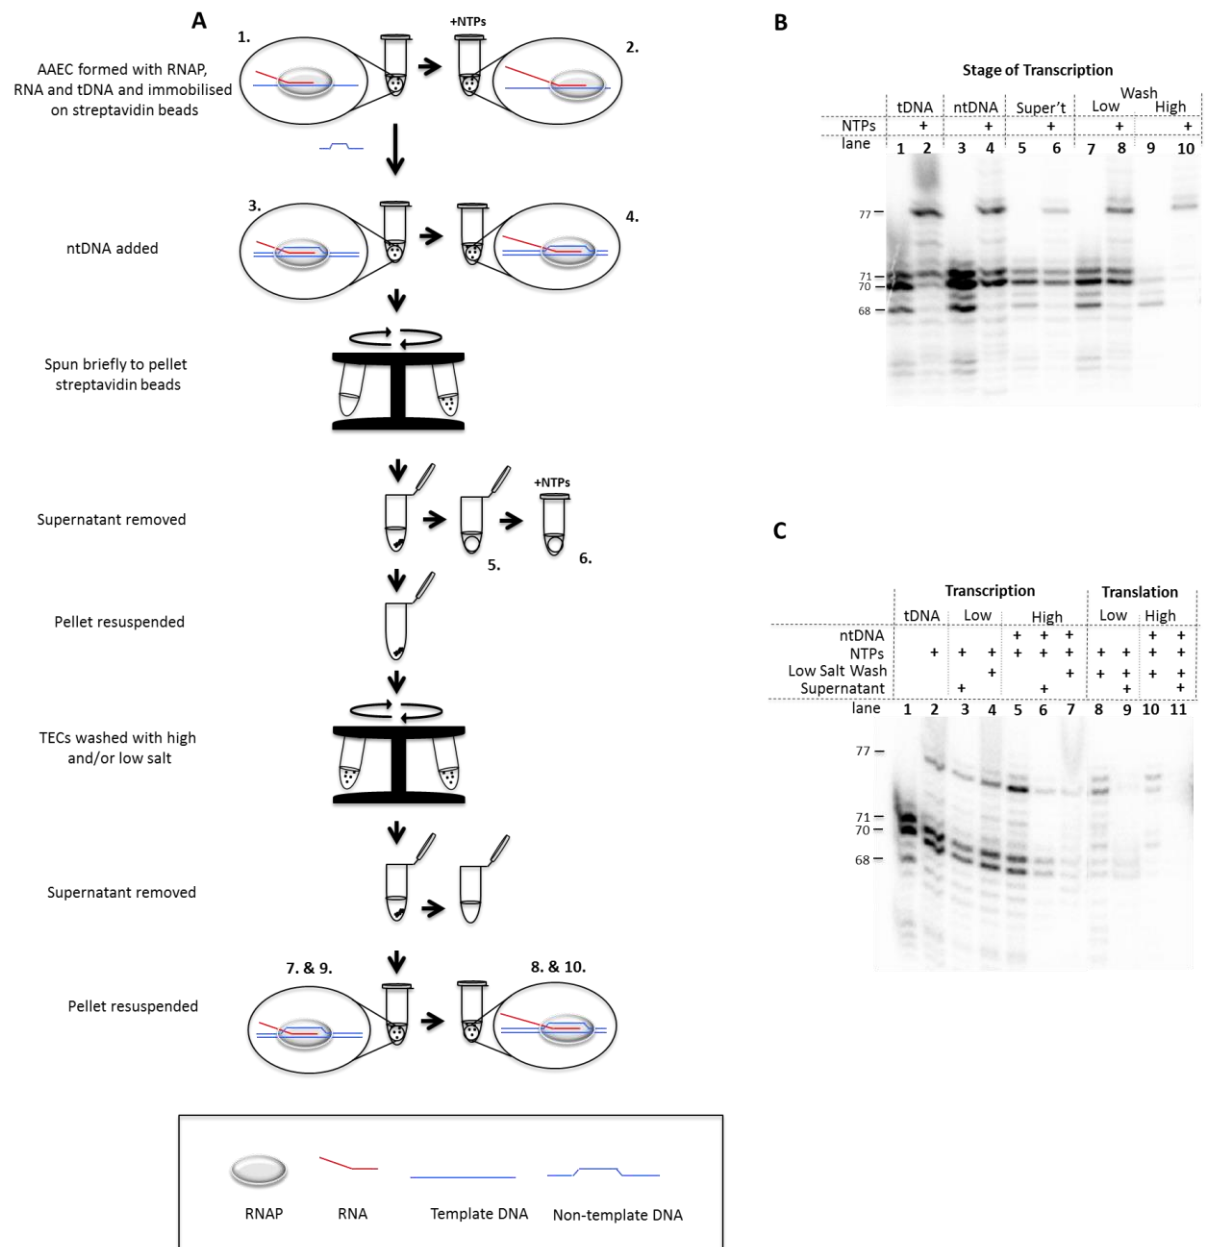 A
1.
AAEC formed with RNAP,
RNA and tDNA and immobilised
on streptavidin beads
+NTPs
2.
3.
4.
ntDNA added
Spun briefly to pellet
streptavidin beads
Supernatant removed
+NTPs
5.
6.
Pellet resuspended
TECs washed with high
and/or low salt
Supernatant removed
7. & 9.
8. & 10.
Pellet resuspended
RNAP
RNA
Template DNA
Non-template DNA
B
Stage of Transcription
Wash
tDNA ntDNA Super't Low High
NTPs + + + + +
lane 1 2 3 4 5 6 7 8 9 10
77
71
70
68
C
Transcription Translation
tDNA Low High Low High
ntDNA + + + + +
NTPs + + + + + + + + + +
Low Salt Wash + + + + + +
Supernatant + + + +
lane 1 2 3 4 5 6 7 8 9 10 11
77
71
70
68